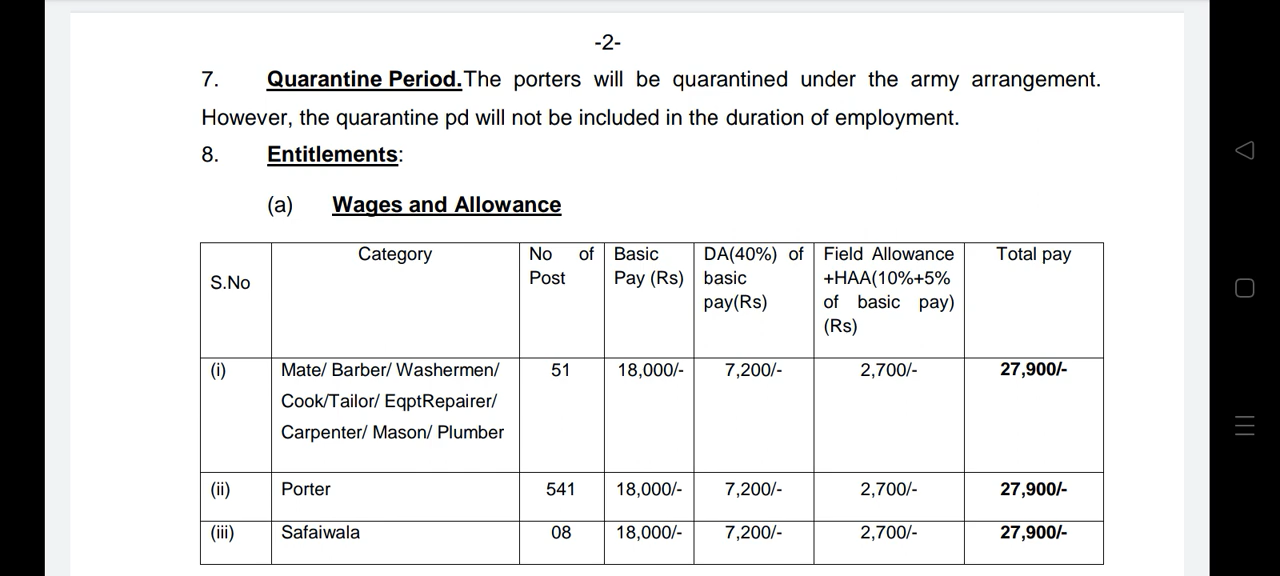 -2-
7. Quarantine Period.The porters will be quarantined under the army arrangement.
However, the quarantine pd will not be included in the duration of employment.
8. Entitlements:
(a) Wages and Allowance
S.No Category No of Post Basic Pay (Rs) DA(40%) of basic pay(Rs) Field Allowance +HAA(10%+5% of basic pay) (Rs) Total pay
(i) Mate/ Barber/ Washermen/ 51 18,000/- 7,200/- 2,700/- 27,900/-
Cook/Tailor/ EqptRepairer/
Carpenter/ Mason/ Plumber
(ii) Porter 541 18,000/- 7,200/- 2,700/- 27,900/-
(iii) Safaiwala 08 18,000/- 7,200/- 2,700/- 27,900/-